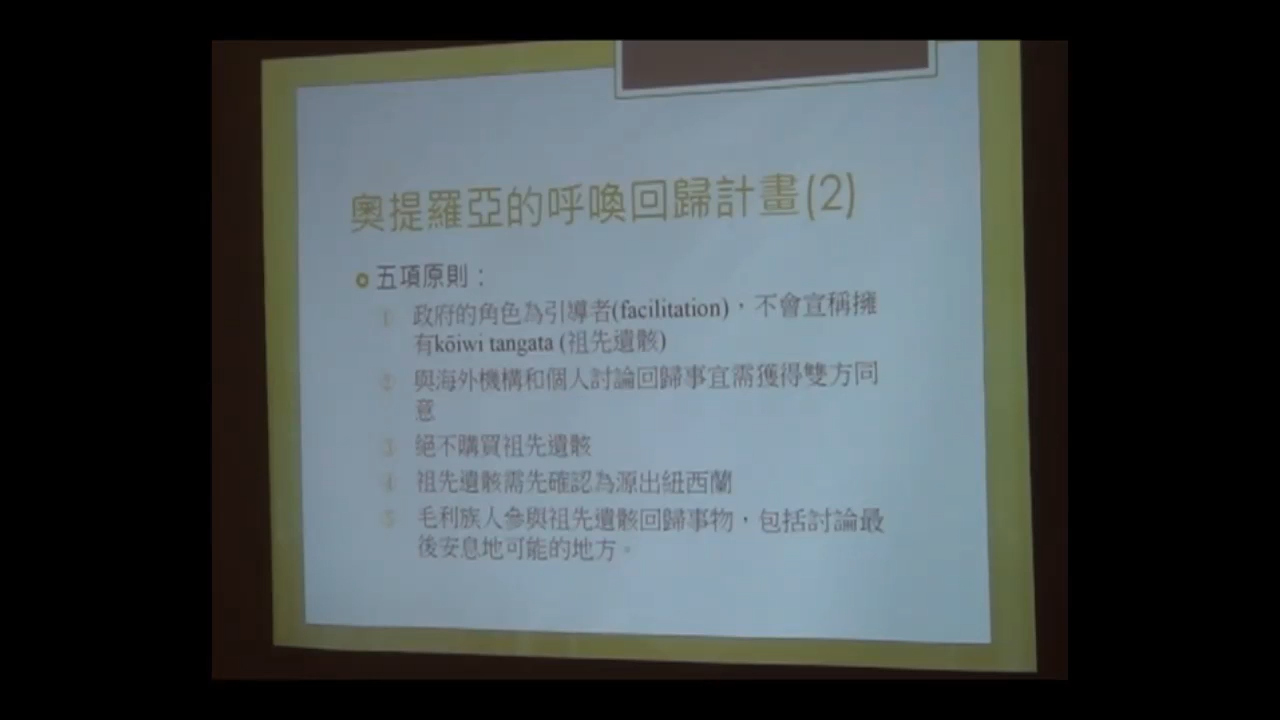 奧提羅亞的呼喚回歸計畫(2)
五項原則：
① 政府的角色為引導者(facilitation)，不會宣稱擁
有kōiwi tangata (祖先遺骸)
② 與海外機構和個人討論回歸事宜需獲得雙方同
意
③ 絕不購買祖先遺骸
④ 祖先遺骸需先確認為源出紐西蘭
⑤ 毛利族人參與祖先遺骸回歸事物，包括討論最
後安息地可能的地方。